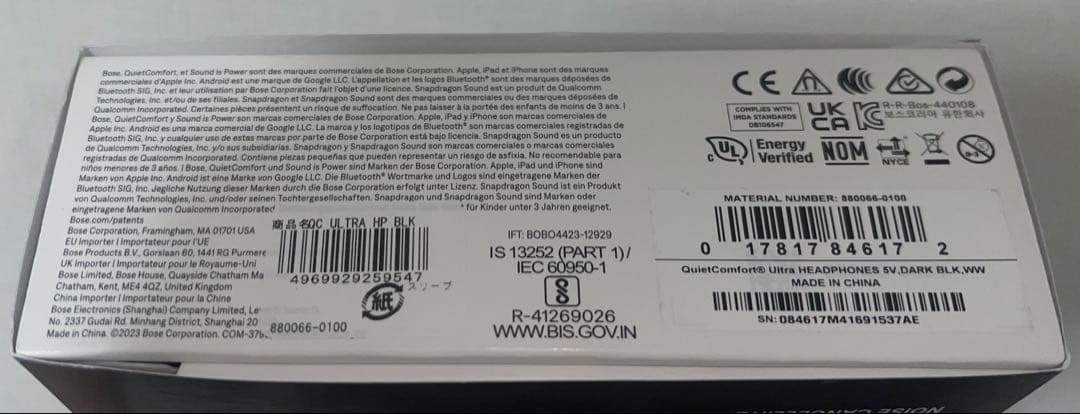 Bose, QuietComfort, et Sound is Power sont des marques commerciales de Bose Corporation. Apple, iPad et iPhone sont des marques
commerciales d'Apple Inc. Android est une marque de Google LLC. L'appellation et les logos Bluetooth® sont des marques déposées de
Bluetooth SIG, Inc. et leur utilisation par Bose Corporation fait l'objet d'une licence. Snapdragon Sound est un produit de Qualcomm
Technologies, Inc. et/ou de ses filiales. Snapdragon et Snapdragon Sound sont des marques commerciales ou des marques déposées de
Qualcomm Incorporated. Certaines pièces présentent un risque de suffocation. Ne pas laisser à la portée des enfants de moins de 3 ans. I
Bose, QuietComfort y Sound is Power son marcas comerciales de Bose Corporation. Apple, iPad y iPhone son marcas comerciales de
Apple Inc. Android es una marca comercial de Google LLC. La marca y los logotipos de Bluetooth® son marcas comerciales registradas de
Bluetooth SIG, Inc. y cualquier uso de estas marcas por parte de Bose Corporation está bajo licencia. Snapdragon Sound es un producto
de Qualcomm Technologies, Inc. y/o sus subsidiarias. Snapdragon y Snapdragon Sound son marcas comerciales o marcas comerciales
registradas de Qualcomm Incorporated. Contiene piezas pequeñas que pueden representar un riesgo de asfixia. No recomendable para
niños menores de 3 años. I Bose, QuietComfort und Sound is Power sind Marken der Bose Corporation. Apple, iPad und iPhone sind
Marken von Apple Inc. Android ist eine Marke von Google LLC. Die Bluetooth® Wortmarke und Logos sind eingetragene Marken der
Bluetooth SIG, Inc. Jegliche Nutzung dieser Marken durch die Bose Corporation erfolgt unter Lizenz. Snapdragon Sound ist ein Produkt
von Qualcomm Technologies, Inc. und/oder seinen Tochtergesellschaften. Snapdragon und Snapdragon Sound sind Marken oder
eingetragene Marken von Qualcomm Incorporated
für Kinder unter 3 Jahren geeignet.
Bose.com/patents
Bose Corporation, Framingham, MA 01701 USA
EU Importer I Importateur pour l'UE
Bose Products B.V., Gorslaan 60, 1441 RG Purmere
UK Importer I Importateur pour le Royaume-Uni
Bose Limited, Bose House, Quayside Chatham Ma
Chatham, Kent, ME4 4QZ, United Kingdom
China Importer I Importateur pour la Chine
Bose Electronics (Shanghai) Company Limited, Le
No. 2337 Gudai Rd. Minhang District, Shanghai 20
Made in China. ©2023 Bose Corporation. COM-37
商品名QC ULTRA HP BLK
4969929259547
スリーブ
紙
880066-0100
IFT: BOBO4423-12929
IS 13252 (PART 1)/
IEC 60950-1
R-41269026
WWW.BIS.GOV.IN
CE
COMPLIES WITH
IMDA STANDARDS
DB106547
UK
CA
R-R-Bos-440108
보스코리아 유한회사
c UL
Energy
Verified
NOM
NYCE
0-3
MATERIAL NUMBER: 880066-0100
0 17817 84617 2
QuietComfort® Ultra HEADPHONES 5V,DARK BLK,WW
MADE IN CHINA
SN: 084617M41691537AE
NOISE CANCELLING